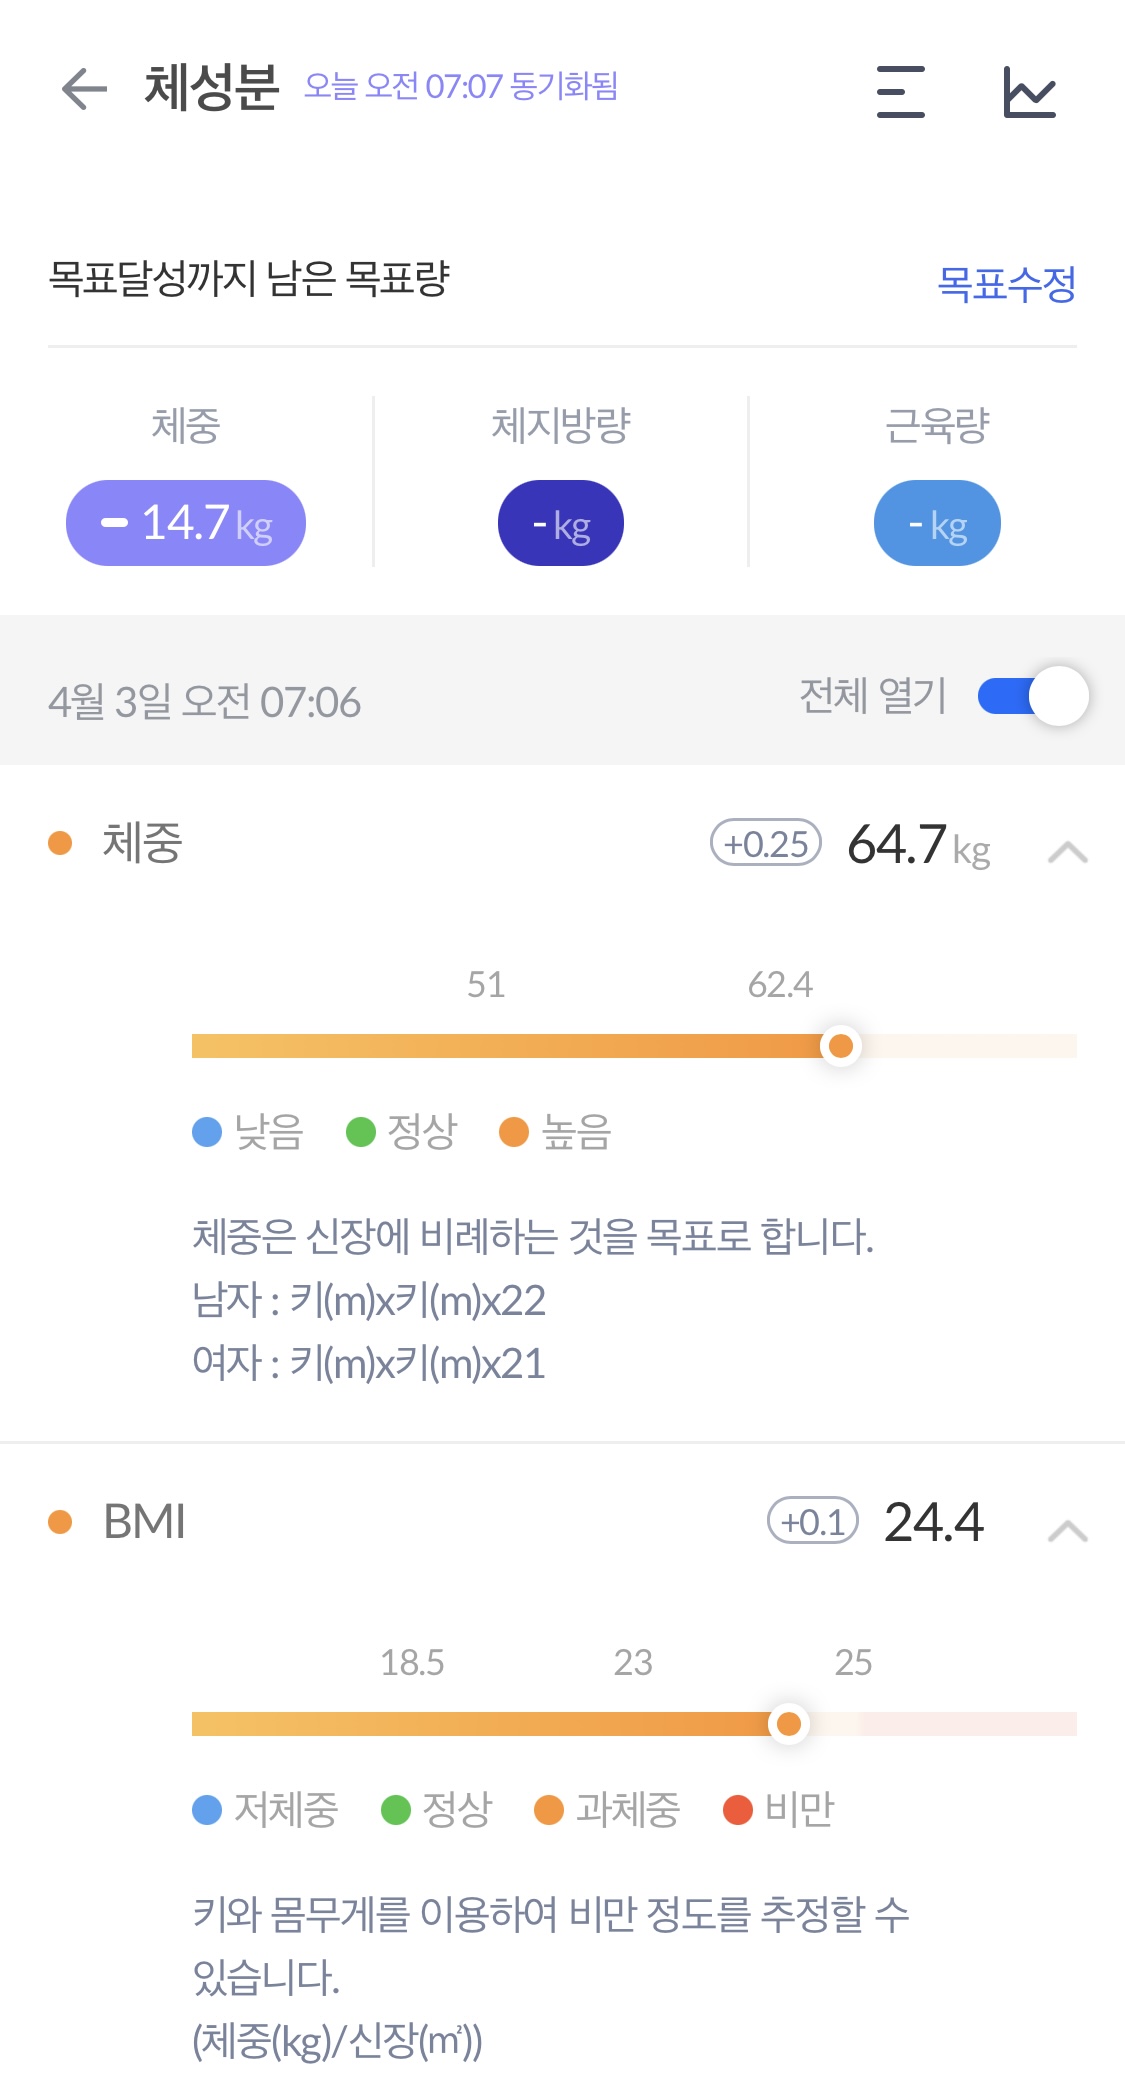 체성분 오늘 오전 07:07 동기화됨
목표달성까지 남은 목표량 목표수정
체중 체지방량 근육량
- 14.7 kg - kg - kg
4월 3일 오전 07:06 전체 열기
체중 +0.25 64.7 kg
51 62.4
낮음 정상 높음
체중은 신장에 비례하는 것을 목표로 합니다.
남자 : 키(m)x키(m)x22
여자 : 키(m)x키(m)x21
BMI +0.1 24.4
18.5 23 25
저체중 정상 과체중 비만
키와 몸무게를 이용하여 비만 정도를 추정할 수
있습니다.
(체중(kg)/신장(㎡))